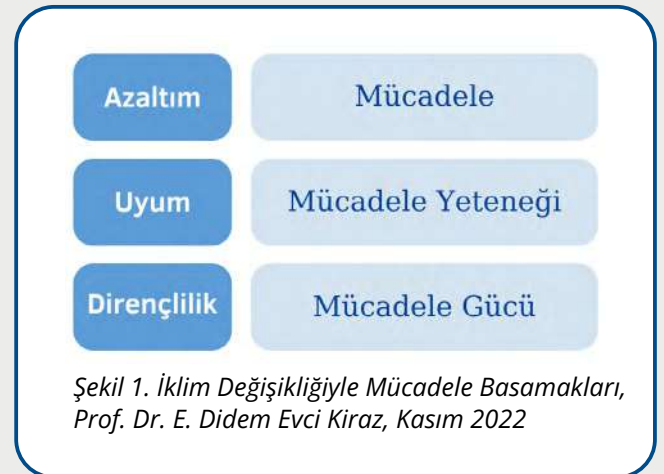 Azaltım Mücadele
Uyum Mücadele Yeteneği
Dirençlilik Mücadele Gücü
Şekil 1. İklim Değişikliğiyle Mücadele Basamakları,
Prof. Dr. E. Didem Evci Kiraz, Kasım 2022